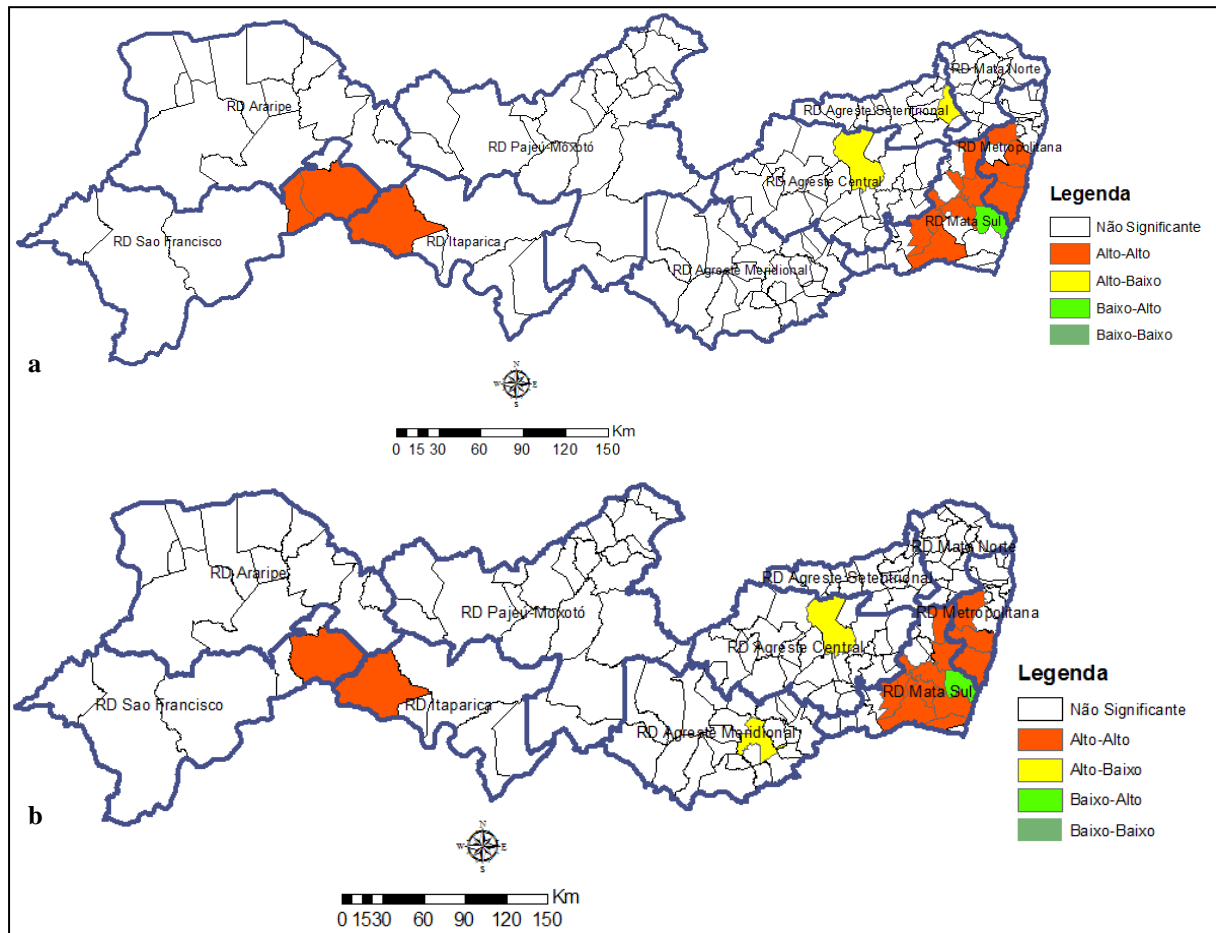 RD Mata Norte
RD Araripe
RD Agreste Setentrional
RD Pajeú-Moxotó
RD Metropolitana
RD Agreste Central
Legenda
RD Mata Sul
Não Significante
RD Sao Francisco
RD Itaparica
Alto-Alto
RD Agreste Meridional
Alto-Baixo
Baixo-Alto
Baixo-Baixo
a
N
W E
S
Km
0 15 30 60 90 120 150
RD Mata Norte
RD Araripe
RD Agreste Setentrional
RD Pajeú-Moxotó
RD Metropolitana
RD Agreste Central
Legenda
RD Mata Sul
RD Sao Francisco
RD Itaparica
Não Significante
RD Agreste Meridional
Alto-Alto
Alto-Baixo
Baixo-Alto
Baixo-Baixo
b
N
W E
S
Km
0 1530 60 90 120 150